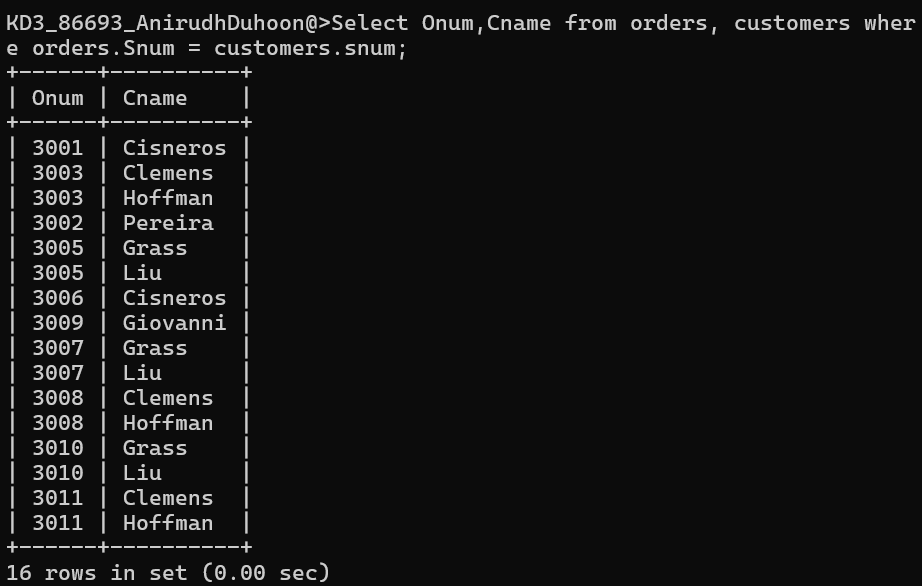 KD3_86693_AnirudhDuhoon@>Select Onum,Cname from orders, customers wher
e orders.Snum = customers.snum;
+------+----------+
| Onum | Cname    |
+------+----------+
| 3001 | Cisneros |
| 3003 | Clemens  |
| 3003 | Hoffman  |
| 3002 | Pereira  |
| 3005 | Grass    |
| 3005 | Liu      |
| 3006 | Cisneros |
| 3009 | Giovanni |
| 3007 | Grass    |
| 3007 | Liu      |
| 3008 | Clemens  |
| 3008 | Hoffman  |
| 3010 | Grass    |
| 3010 | Liu      |
| 3011 | Clemens  |
| 3011 | Hoffman  |
+------+----------+
16 rows in set (0.00 sec)